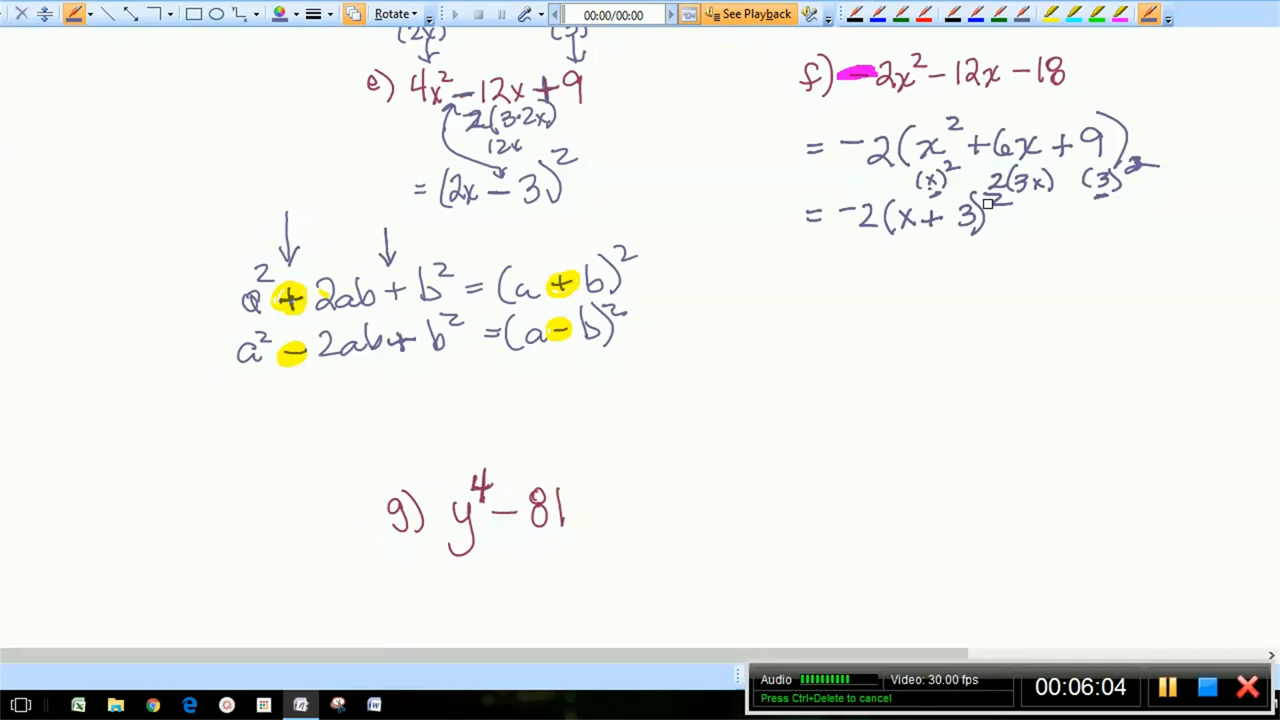 Rotate
00:00/00:00
See Playback
(2x) (3)
e) 4x² - 12x + 9
2(3·2x)
12x
= (2x - 3)²
a² + 2ab + b² = (a + b)²
a² - 2ab + b² = (a - b)²
f) -2x² - 12x - 18
= -2(x² + 6x + 9)
(x)² 2(3x) (3)²
= -2(x + 3)²
g) y⁴ - 81
Audio Video: 30.00 fps
Press Ctrl+Delete to cancel
00:06:04